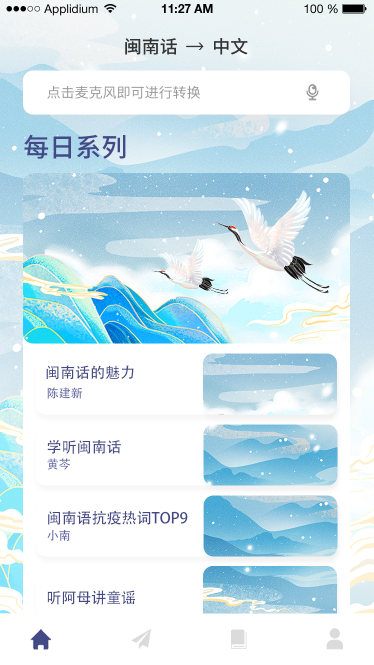 Applidium 11:27 AM 100 %
闽南话 → 中文
点击麦克风即可进行转换
每日系列
闽南话的魅力
陈建新
学听闽南话
黄芩
闽南语抗疫热词TOP9
小南
听阿母讲童谣